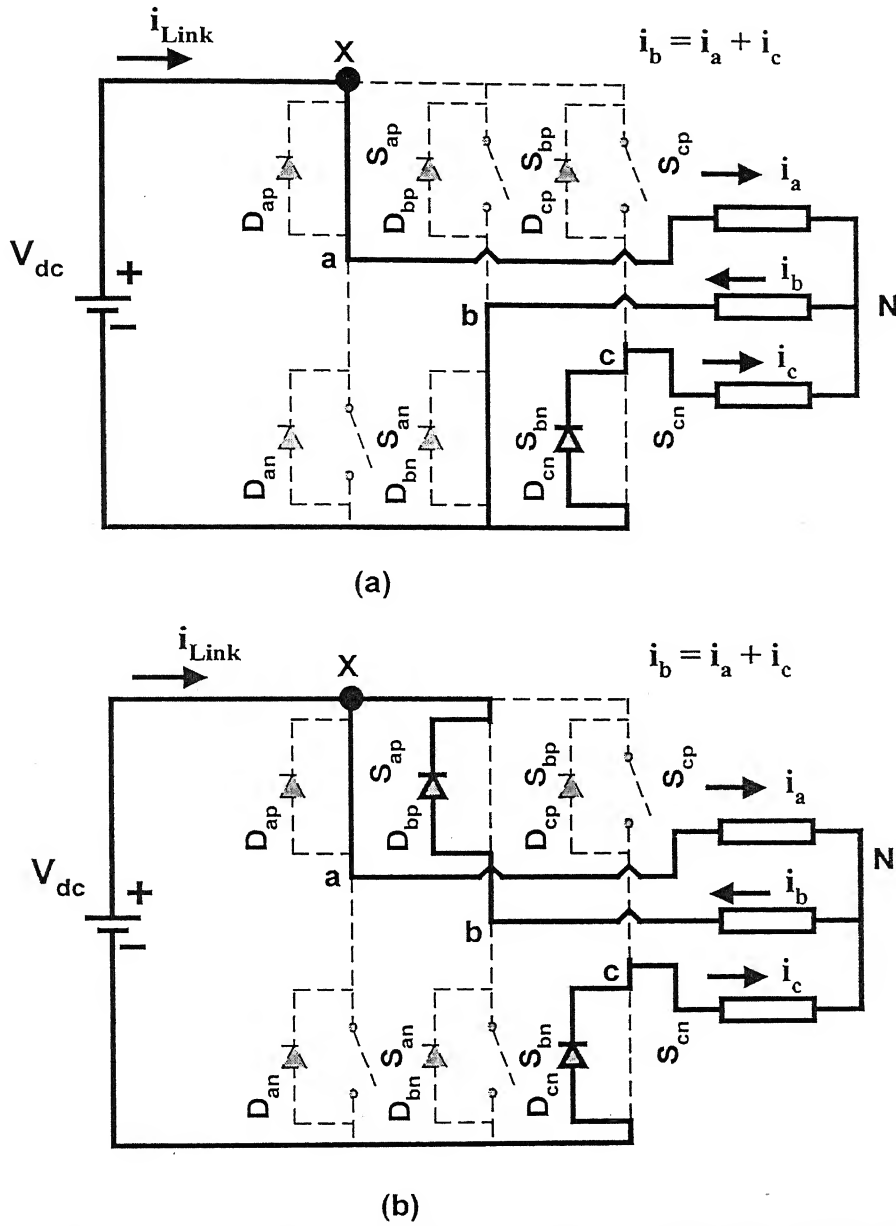 i_Link
X
i_b = i_a + i_c
D_ap
S_ap
D_bp
S_bp
D_cp
S_cp
i_a
V_dc
+
−
a
i_b
N
b
c
i_c
D_an
S_an
D_bn
S_bn
D_cn
S_cn
(a)
i_Link
X
i_b = i_a + i_c
D_ap
S_ap
D_bp
S_bp
D_cp
S_cp
i_a
N
V_dc
+
−
a
i_b
b
c
i_c
D_an
S_an
D_bn
S_bn
D_cn
S_cn
(b)